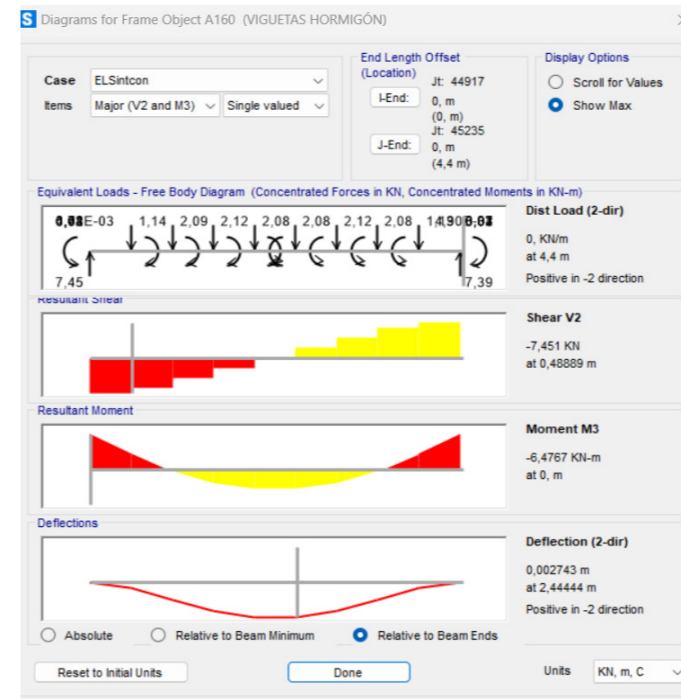 S Diagrams for Frame Object A160 (VIGUETAS HORMIGÓN)
End Length Offset
(Location)
Display Options
Case ELSintcon
Items Major (V2 and M3) Single valued
I-End:
Jt: 44917
0, m
(0, m)
J-End:
Jt: 45235
0, m
(4,4 m)
Scroll for Values
Show Max
Equivalent Loads - Free Body Diagram (Concentrated Forces in KN, Concentrated Moments in KN-m)
1,14 2,09 2,12 2,08 2,08 2,12 2,08
7,45 7,39
Dist Load (2-dir)
0, KN/m
at 4,4 m
Positive in -2 direction
Resultant Shear
Shear V2
-7,451 KN
at 0,48889 m
Resultant Moment
Moment M3
-6,4767 KN-m
at 0, m
Deflections
Deflection (2-dir)
0,002743 m
at 2,44444 m
Positive in -2 direction
Absolute Relative to Beam Minimum Relative to Beam Ends
Reset to Initial Units Done Units KN, m, C